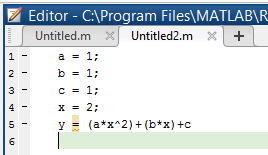 Editor - C:\Program Files\MATLAB\R
Untitled.m × Untitled2.m × +
1 - a = 1;
2 - b = 1;
3 - c = 1;
4 - x = 2;
5 - y = (a*x^2)+(b*x)+c
6